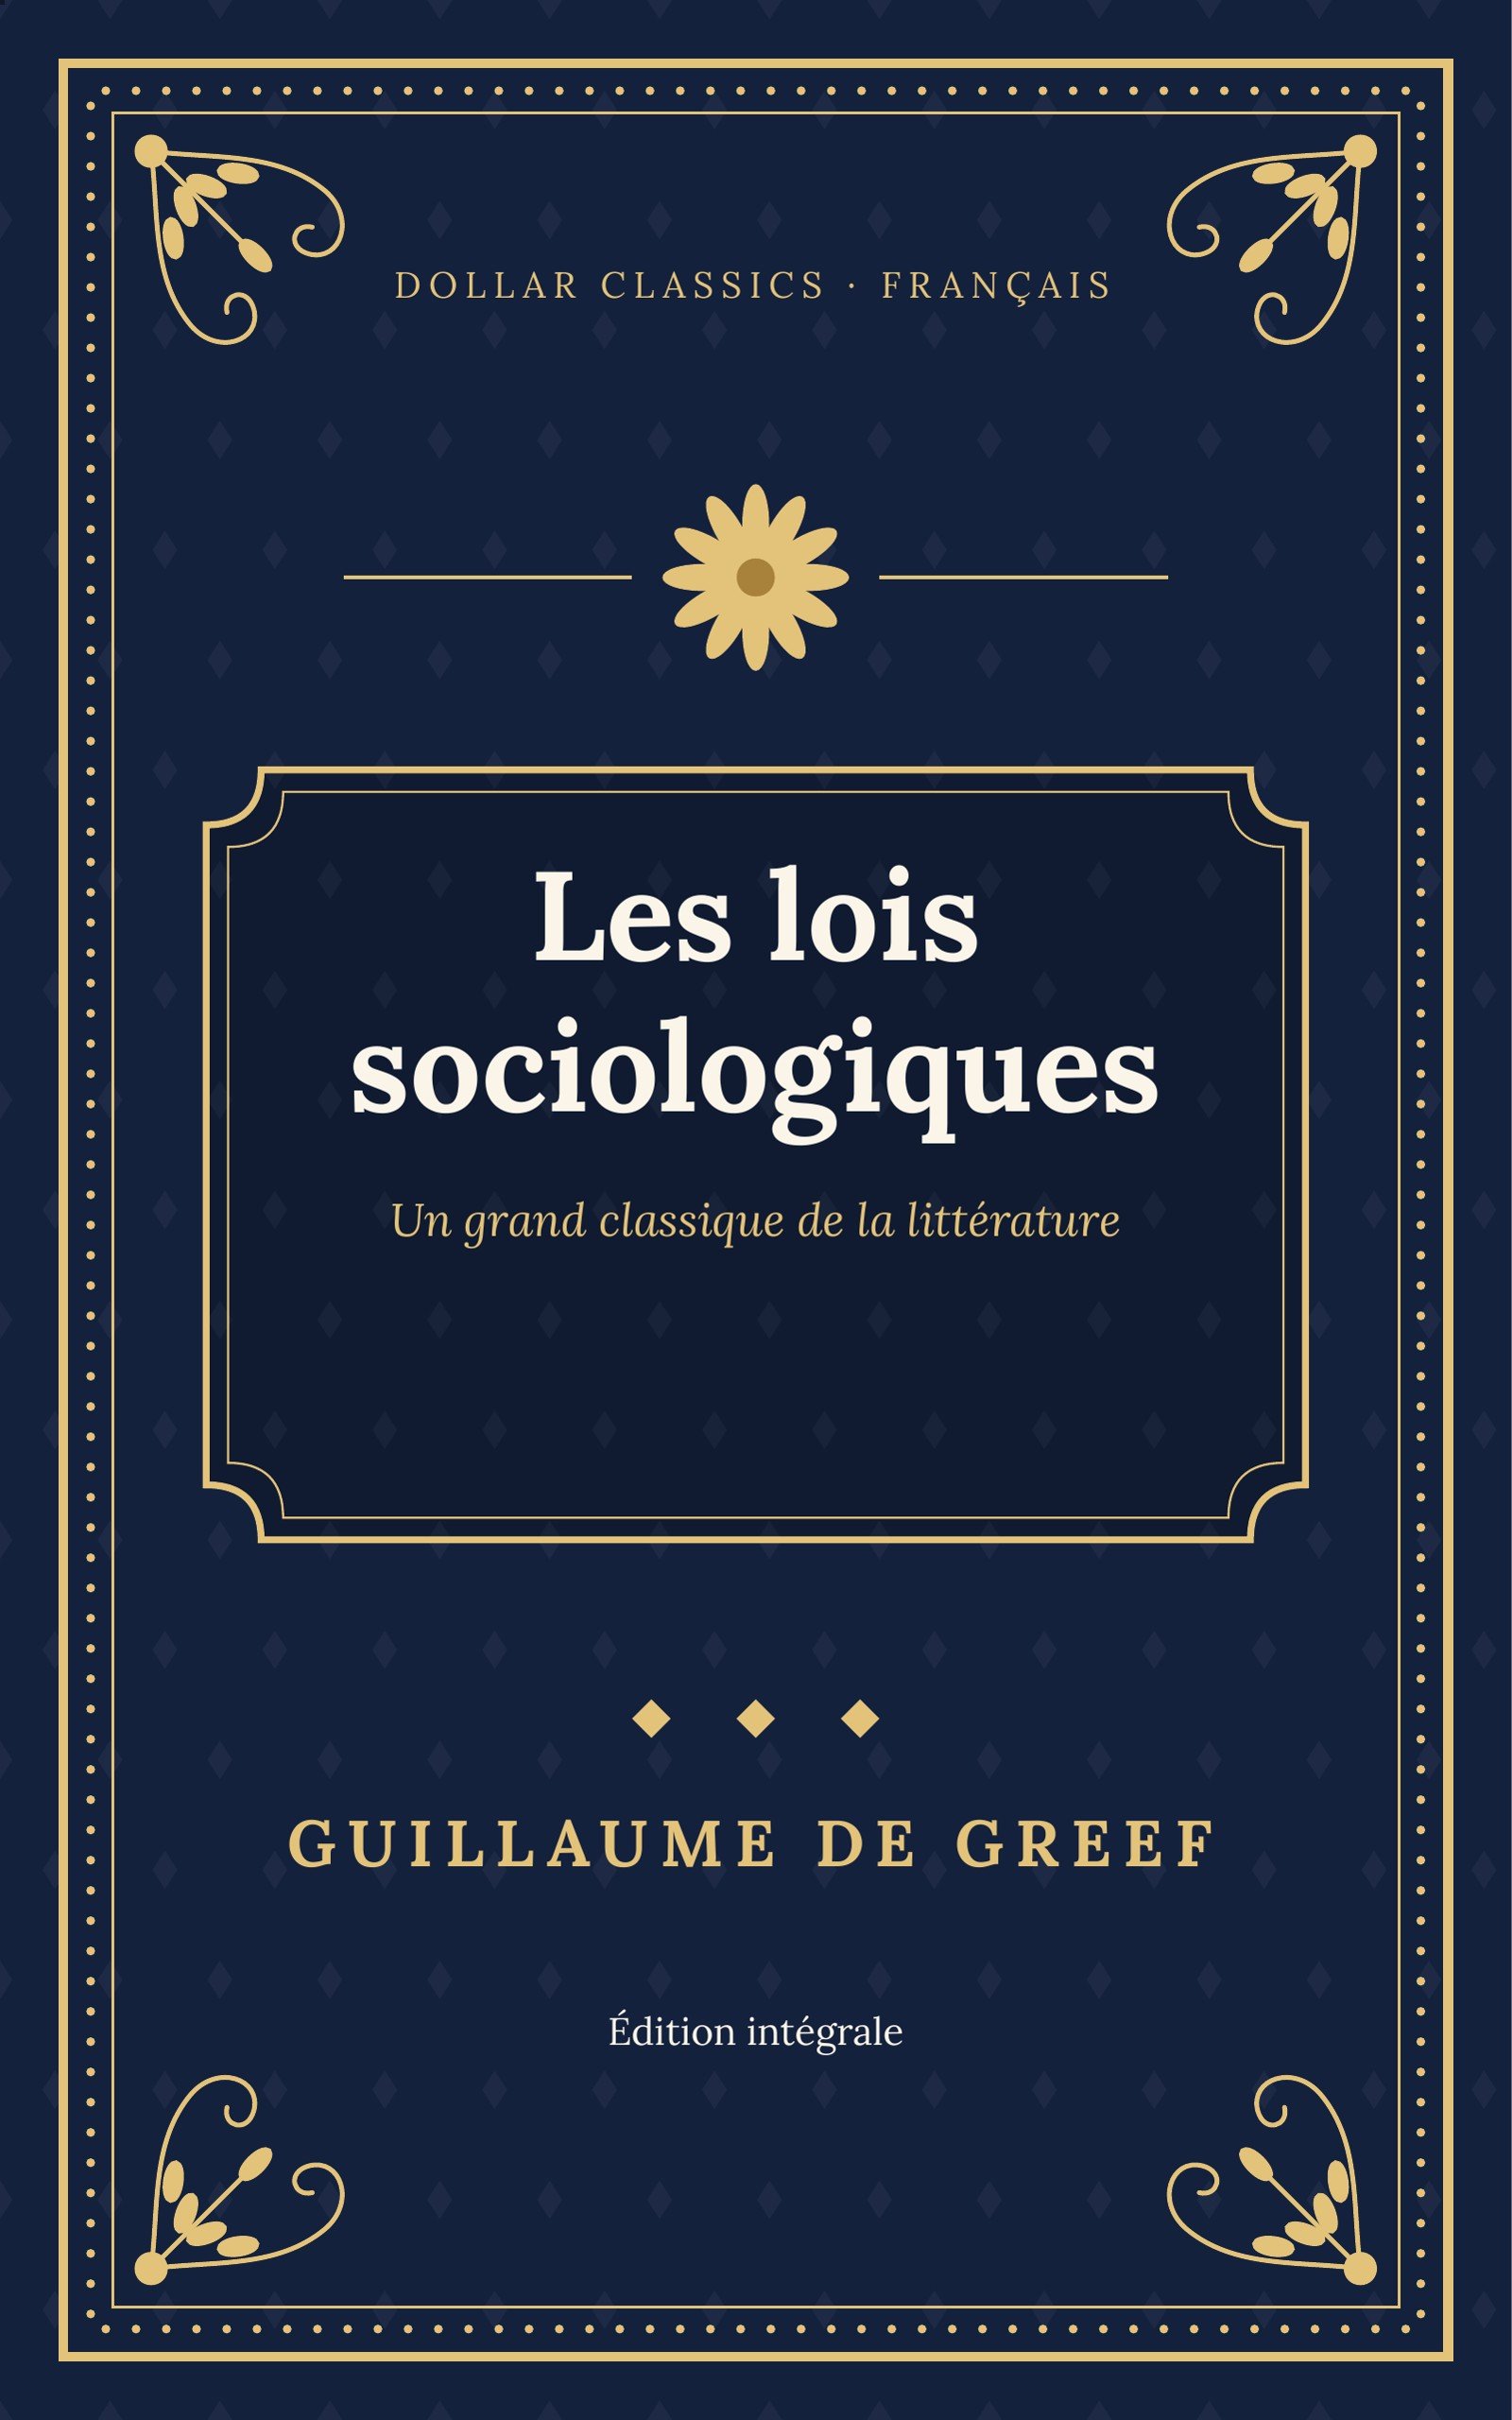 DOLLAR CLASSICS · FRANÇAIS
Les lois
sociologiques
Un grand classique de la littérature
GUILLAUME DE GREEF
Édition intégrale